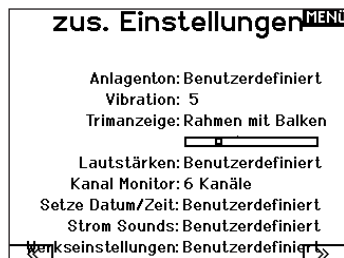 zus. Einstellungen MENÜ
Anlagenton: Benutzerdefiniert
Vibration: 5
Trimanzeige: Rahmen mit Balken
Lautstärken: Benutzerdefiniert
Kanal Monitor: 6 Kanäle
Setze Datum/Zeit: Benutzerdefiniert
Strom Sounds: Benutzerdefiniert
Werkseinstellungen: Benutzerdefiniert